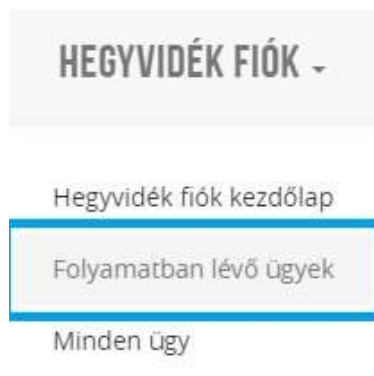 HEGYVIDÉK FIÓK
Hegyvidék fiók kezdőlap
Folyamatban lévő ügyek
Minden ügy